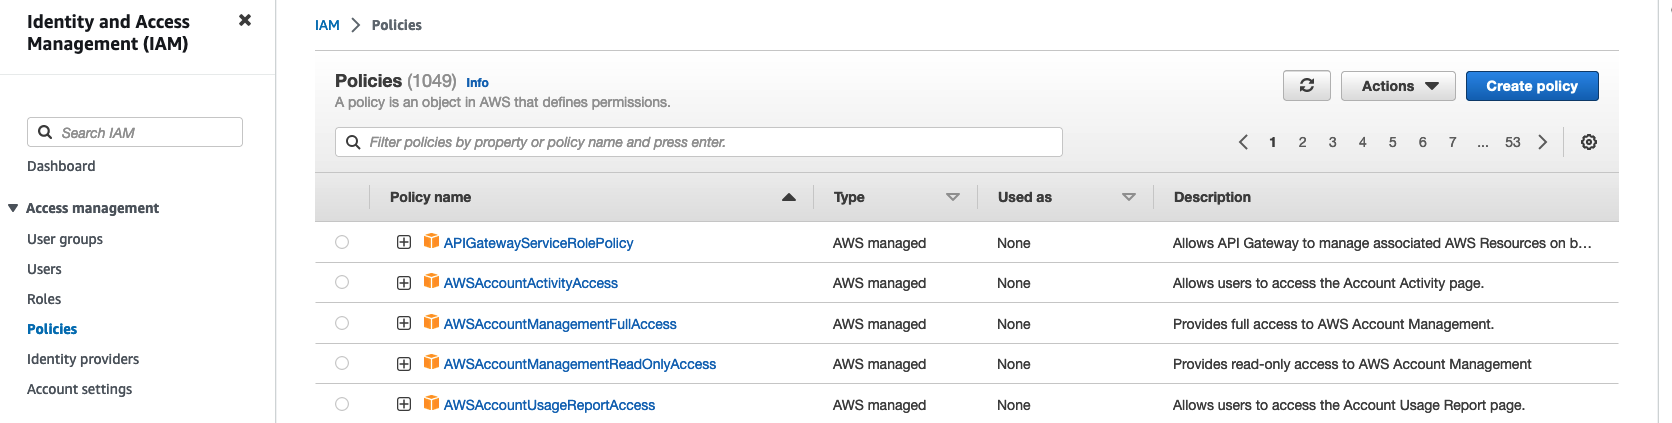 Identity and Access
Management (IAM)
Search IAM
Dashboard
Access management
User groups
Users
Roles
Policies
Identity providers
Account settings
IAM > Policies
Policies (1049) Info
A policy is an object in AWS that defines permissions.
Actions
Create policy
Filter policies by property or policy name and press enter.
< 1 2 3 4 5 6 7 ... 53 >
Policy name Type Used as Description
APIGatewayServiceRolePolicy AWS managed None Allows API Gateway to manage associated AWS Resources on b...
AWSAccountActivityAccess AWS managed None Allows users to access the Account Activity page.
AWSAccountManagementFullAccess AWS managed None Provides full access to AWS Account Management.
AWSAccountManagementReadOnlyAccess AWS managed None Provides read-only access to AWS Account Management
AWSAccountUsageReportAccess AWS managed None Allows users to access the Account Usage Report page.